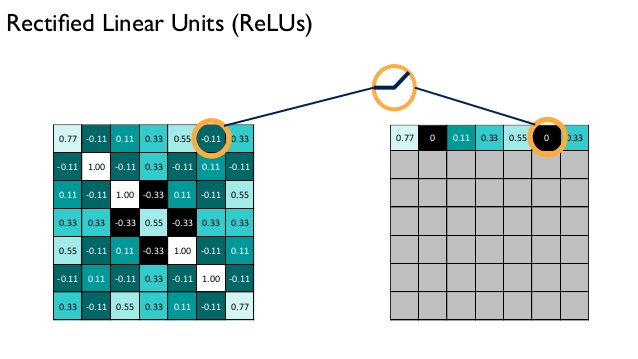 Rectified Linear Units (ReLUs)
0.77 -0.11 0.11 0.33 0.55 -0.11 0.33
-0.11 1.00 -0.11 0.33 -0.11 0.11 -0.11
0.11 -0.11 1.00 -0.33 0.11 -0.11 0.55
0.33 0.33 -0.33 0.55 -0.33 0.33 0.33
0.55 -0.11 0.11 -0.33 1.00 -0.11 0.11
-0.11 0.11 -0.11 0.33 -0.11 1.00 -0.11
0.33 -0.11 0.55 0.33 0.11 -0.11 0.77
0.77 0 0.11 0.33 0.55 0 0.33